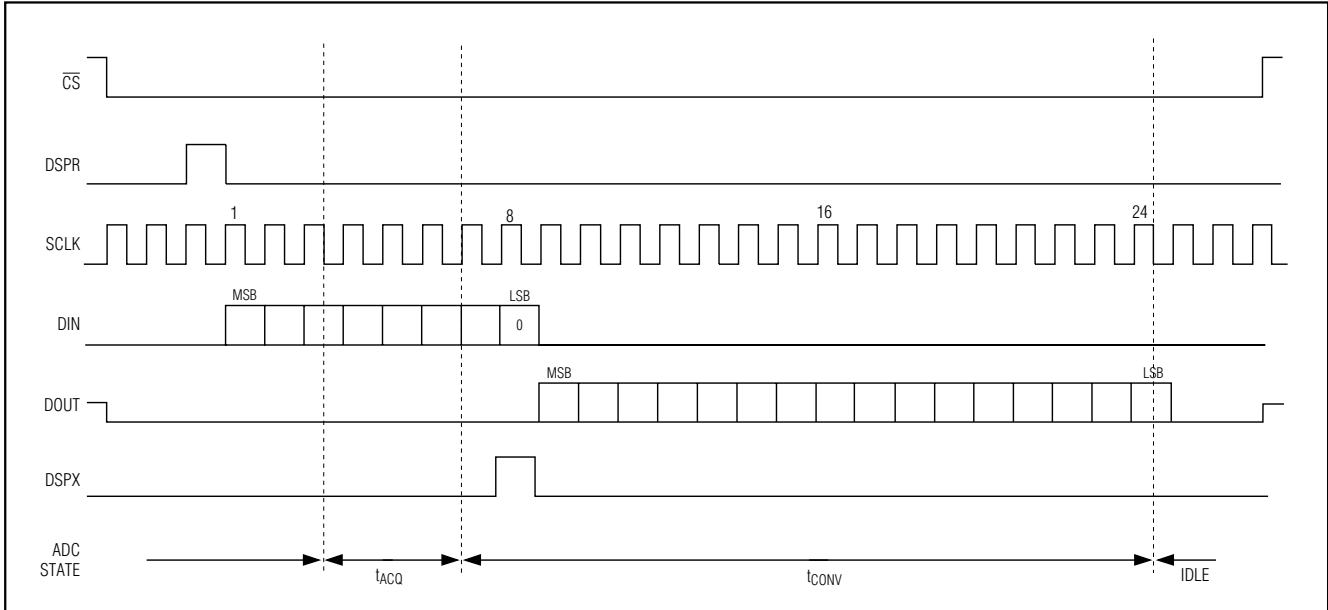 C̅S̅
DSPR
1 8 16 24
SCLK
MSB LSB
DIN 0
MSB LSB
DOUT
DSPX
ADC
STATE
tACQ tCONV IDLE